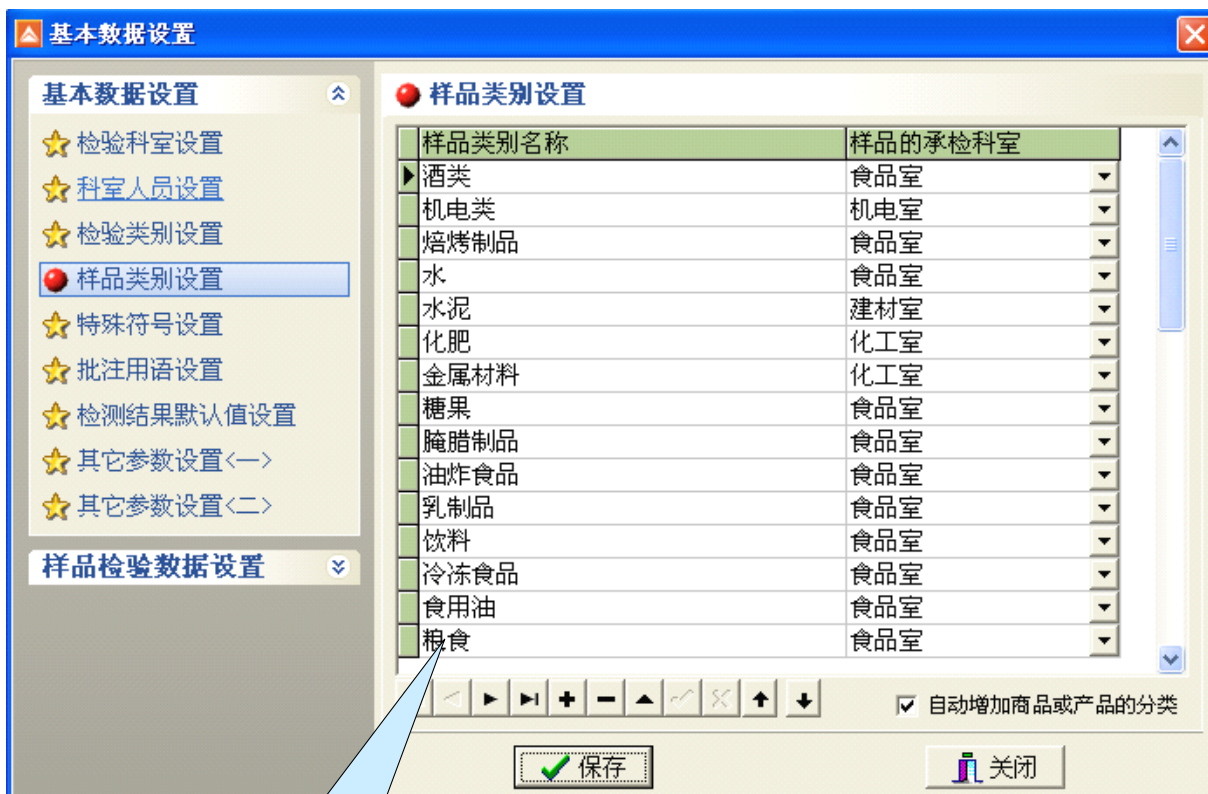 基本数据设置
基本数据设置
检验科室设置
科室人员设置
检验类别设置
样品类别设置
特殊符号设置
批注用语设置
检测结果默认值设置
其它参数设置<一>
其它参数设置<二>
样品检验数据设置
样品类别设置
样品类别名称 样品的承检科室
酒类 食品室
机电类 机电室
焙烤制品 食品室
水 食品室
水泥 建材室
化肥 化工室
金属材料 化工室
糖果 食品室
腌腊制品 食品室
油炸食品 食品室
乳制品 食品室
饮料 食品室
冷冻食品 食品室
食用油 食品室
粮食 食品室
自动增加商品或产品的分类
保存 关闭